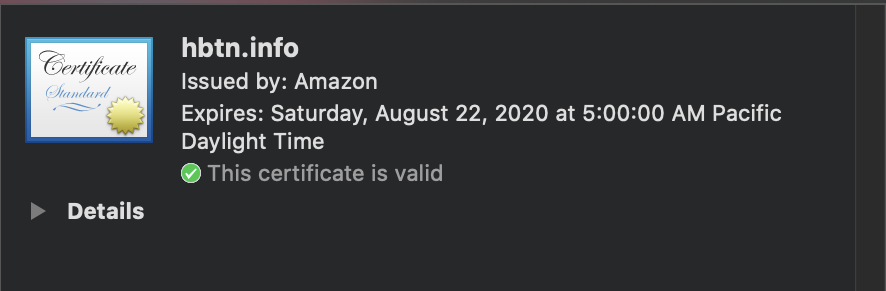 Certificate
Standard
hbtn.info
Issued by: Amazon
Expires: Saturday, August 22, 2020 at 5:00:00 AM Pacific
Daylight Time
This certificate is valid
Details